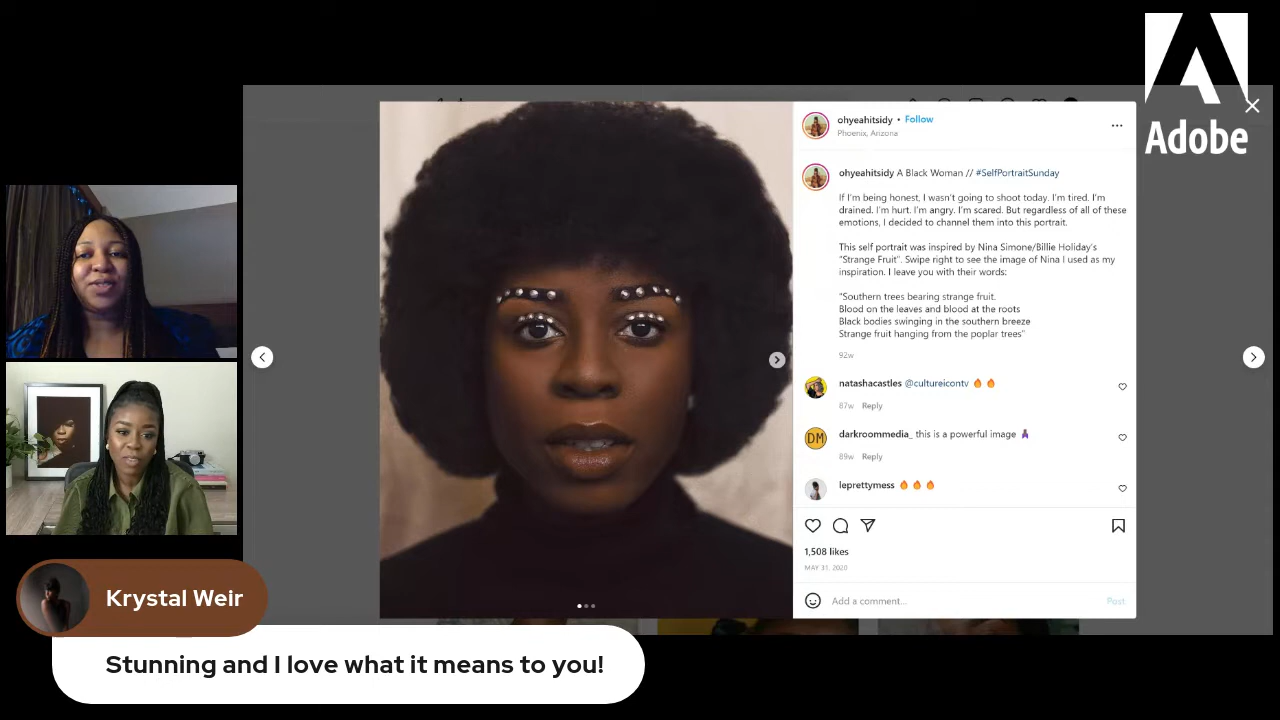 Adobe
ohyeahitsidy • Follow
Phoenix, Arizona
ohyeahitsidy A Black Woman // #SelfPortraitSunday
If I'm being honest, I wasn't going to shoot today. I'm tired. I'm
drained. I'm hurt. I'm angry. I'm scared. But regardless of all of these
emotions, I decided to channel them into this portrait.
This self portrait was inspired by Nina Simone/Billie Holiday's
"Strange Fruit". Swipe right to see the image of Nina I used as my
inspiration. I leave you with their words:
"Southern trees bearing strange fruit.
Blood on the leaves and blood at the roots
Black bodies swinging in the southern breeze
Strange fruit hanging from the poplar trees"
92w
natashacastles @cultureicontv 🔥 🔥
87w Reply
DM
darkroommedia_ this is a powerful image
89w Reply
leprettymess 🔥 🔥 🔥
1,508 likes
MAY 31, 2020
Add a comment...
Post
Krystal Weir
Stunning and I love what it means to you!